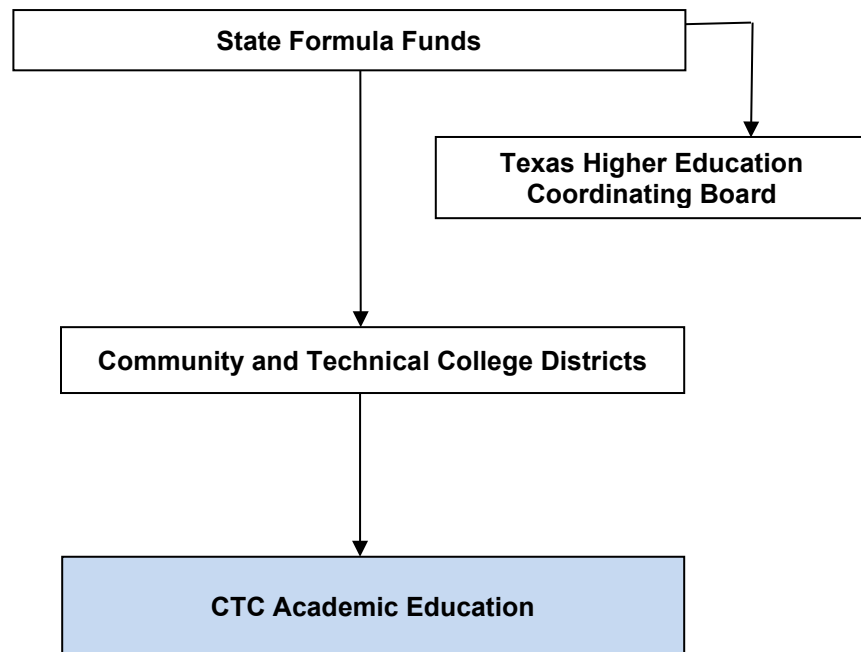 State Formula Funds
Texas Higher Education
Coordinating Board
Community and Technical College Districts
CTC Academic Education